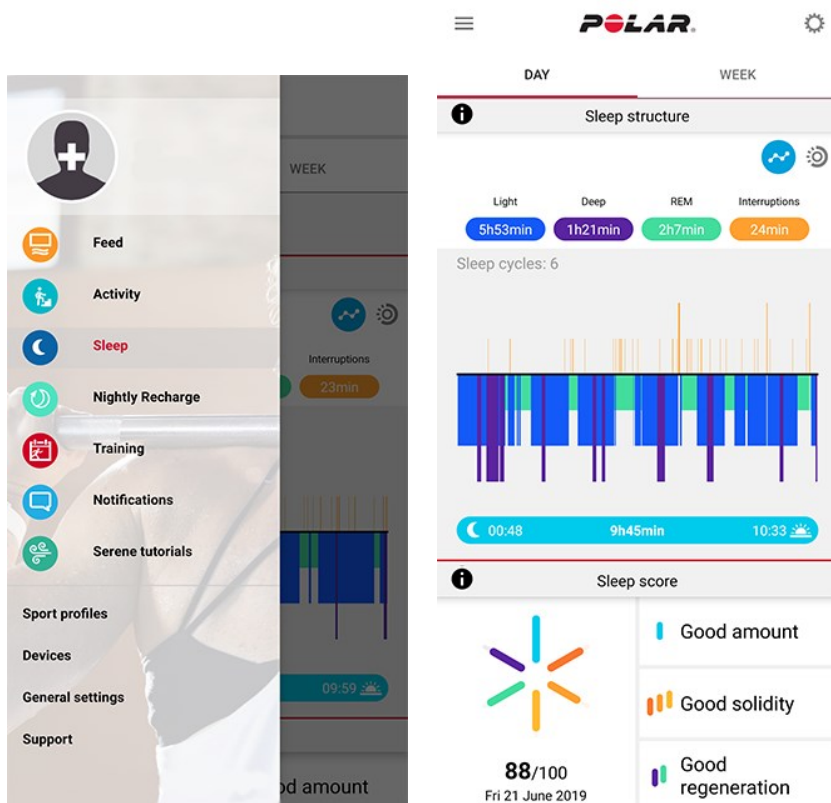 WEEK
Feed
Activity
Sleep
Interruptions
Nightly Recharge
23min
Training
Notifications
Serene tutorials
Sport profiles
Devices
General settings
09:59
Support
od amount
POLAR
DAY WEEK
Sleep structure
Light Deep REM Interruptions
5h53min 1h21min 2h7min 24min
Sleep cycles: 6
00:48 9h45min 10:33
Sleep score
Good amount
Good solidity
Good
regeneration
88/100
Fri 21 June 2019